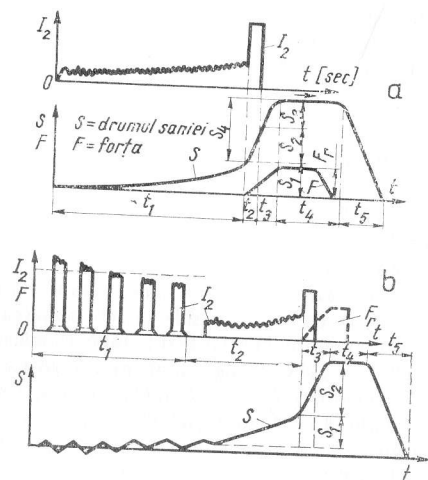 I₂
I₂
0
t [sec]
a
S
F
S=drumul saniei
F=forța
S
S₄
S₂
S₂
S₁
Fᵣ
F
t
t₁
t₂
t₃
t₄
t₅
b
I₂
F
I₂
0
Fᵣ
t
t₁
t₂
t₃
t₄
t₅
S
S
S₂
S₁
t